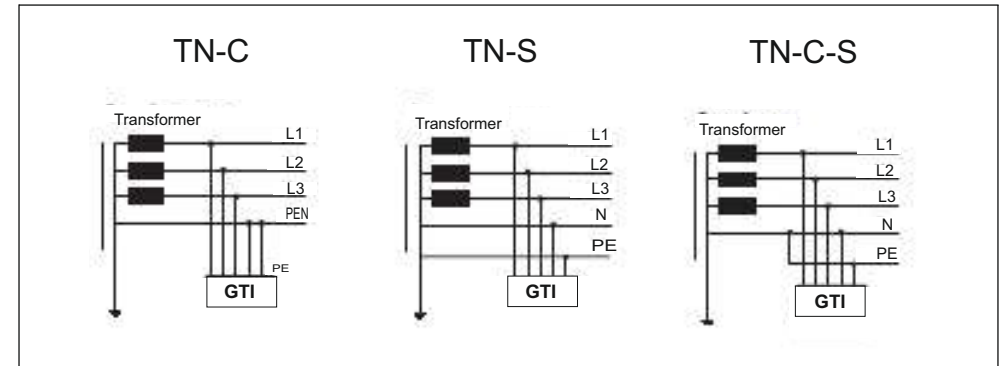 TN-C
Transformer
L1
L2
L3
PEN
PE
GTI
TN-S
Transformer
L1
L2
L3
N
PE
GTI
TN-C-S
Transformer
L1
L2
L3
N
PE
GTI